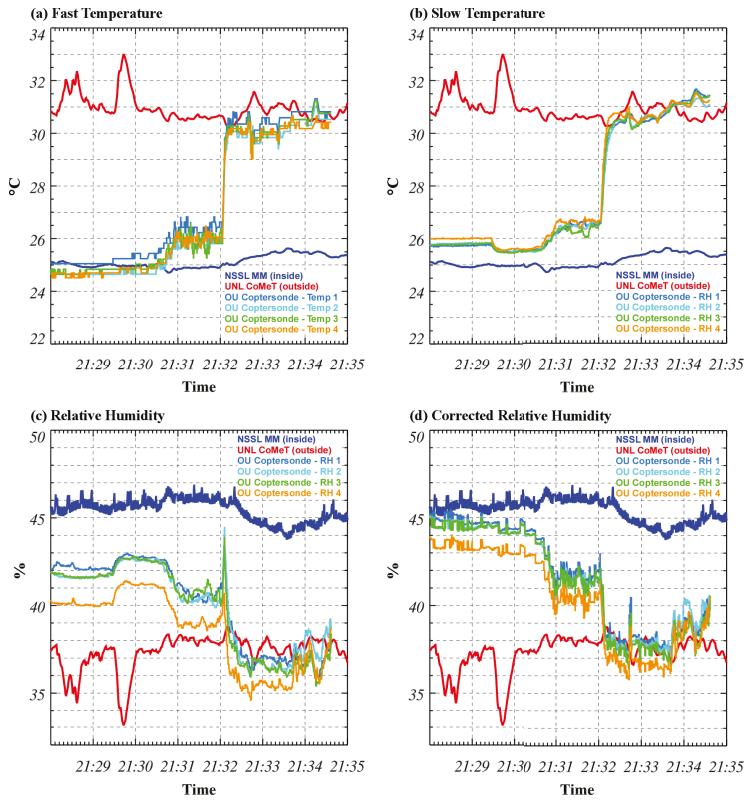 (a) Fast Temperature
34
32
30
28
26
24
22
°C
NSSL MM (inside)
UNL CoMeT (outside)
OU Coptersonde - Temp 1
OU Coptersonde - Temp 2
OU Coptersonde - Temp 3
OU Coptersonde - Temp 4
21:29 21:30 21:31 21:32 21:33 21:34 21:35
Time
(b) Slow Temperature
34
32
30
28
26
24
22
°C
NSSL MM (inside)
UNL CoMeT (outside)
OU Coptersonde - RH 1
OU Coptersonde - RH 2
OU Coptersonde - RH 3
OU Coptersonde - RH 4
21:29 21:30 21:31 21:32 21:33 21:34 21:35
Time
(c) Relative Humidity
50
45
40
35
%
NSSL MM (inside)
UNL CoMeT (outside)
OU Coptersonde - RH 1
OU Coptersonde - RH 2
OU Coptersonde - RH 3
OU Coptersonde - RH 4
21:29 21:30 21:31 21:32 21:33 21:34 21:35
Time
(d) Corrected Relative Humidity
50
45
40
35
%
NSSL MM (inside)
UNL CoMeT (outside)
OU Coptersonde - RH 1
OU Coptersonde - RH 2
OU Coptersonde - RH 3
OU Coptersonde - RH 4
21:29 21:30 21:31 21:32 21:33 21:34 21:35
Time